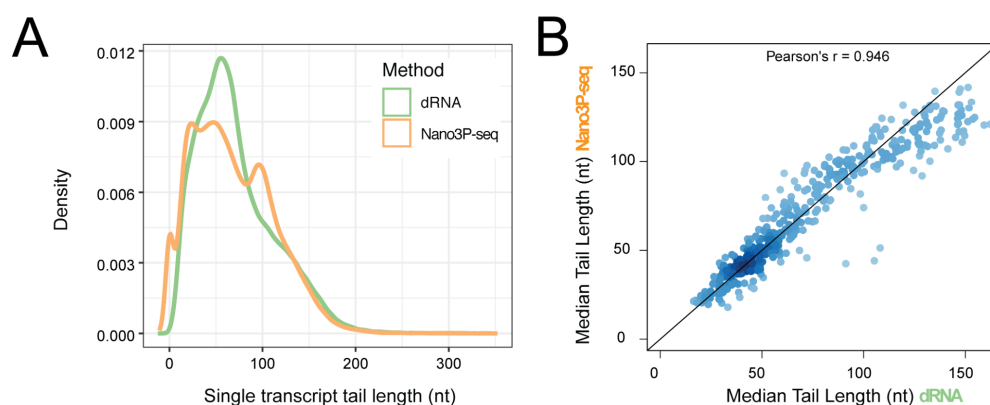 A
0.012
0.009
0.006
0.003
0.000
Density
0
100
200
300
Single transcript tail length (nt)
Method
dRNA
Nano3P-seq
B
Pearson's r = 0.946
150
100
50
0
Median Tail Length (nt) Nano3P-seq
0
50
100
150
Median Tail Length (nt) dRNA